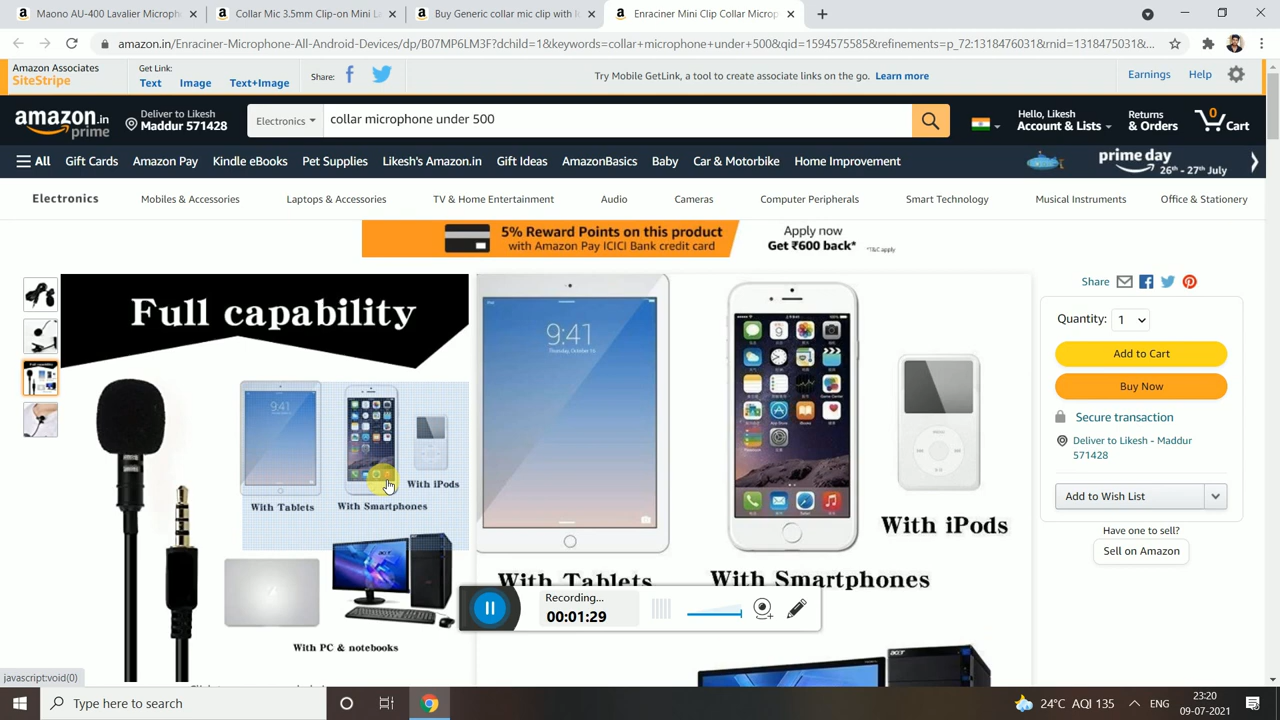 Maono AU-400 Lavalier Microph
Collar Mic 3.5mm Clip-on Mini La
Buy Generic collar mic clip with l
Enraciner Mini Clip Collar Microp
amazon.in/Enraciner-Microphone-All-Android-Devices/dp/B07MP6LM3F?dchild=1&keywords=collar+microphone+under+500&qid=1594575585&refinements=p_72:1318476031&rnid=1318475031&...
Amazon Associates
SiteStripe
Get Link:
Text Image Text+Image
Share:
Try Mobile GetLink, a tool to create associate links on the go. Learn more
Earnings Help
amazon.in
prime
Deliver to Likesh
Maddur 571428
Electronics
collar microphone under 500
Hello, Likesh
Account & Lists
Returns
& Orders
0
Cart
All Gift Cards Amazon Pay Kindle eBooks Pet Supplies Likesh's Amazon.in Gift Ideas AmazonBasics Baby Car & Motorbike Home Improvement
prime day
26th - 27th July
Electronics Mobiles & Accessories Laptops & Accessories TV & Home Entertainment Audio Cameras Computer Peripherals Smart Technology Musical Instruments Office & Stationery
5% Reward Points on this product
with Amazon Pay ICICI Bank credit card
Apply now
Get ₹600 back*
*T&C apply
Full capability
9:41
With Tablets
With Smartphones
With iPods
With PC & notebooks
9:41
With Tablets
With Smartphones
With iPods
acer
Share
Quantity: 1
Add to Cart
Buy Now
Secure transaction
Deliver to Likesh - Maddur
571428
Add to Wish List
Have one to sell?
Sell on Amazon
Recording...
00:01:29
javascript:void(0)
Type here to search
24°C AQI 135
ENG
23:20
09-07-2021